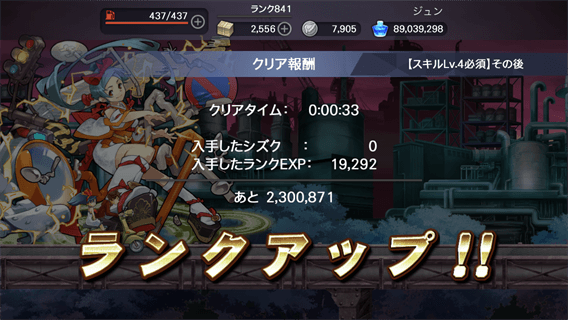 437/437
ランク841
2,556
7,905
ジュン
89,039,298
クリア報酬
【スキルLv.4必須】その後
クリアタイム： 0:00:33
入手したシズク ： 0
入手したランクEXP： 19,292
あと 2,300,871
ランクアップ!!